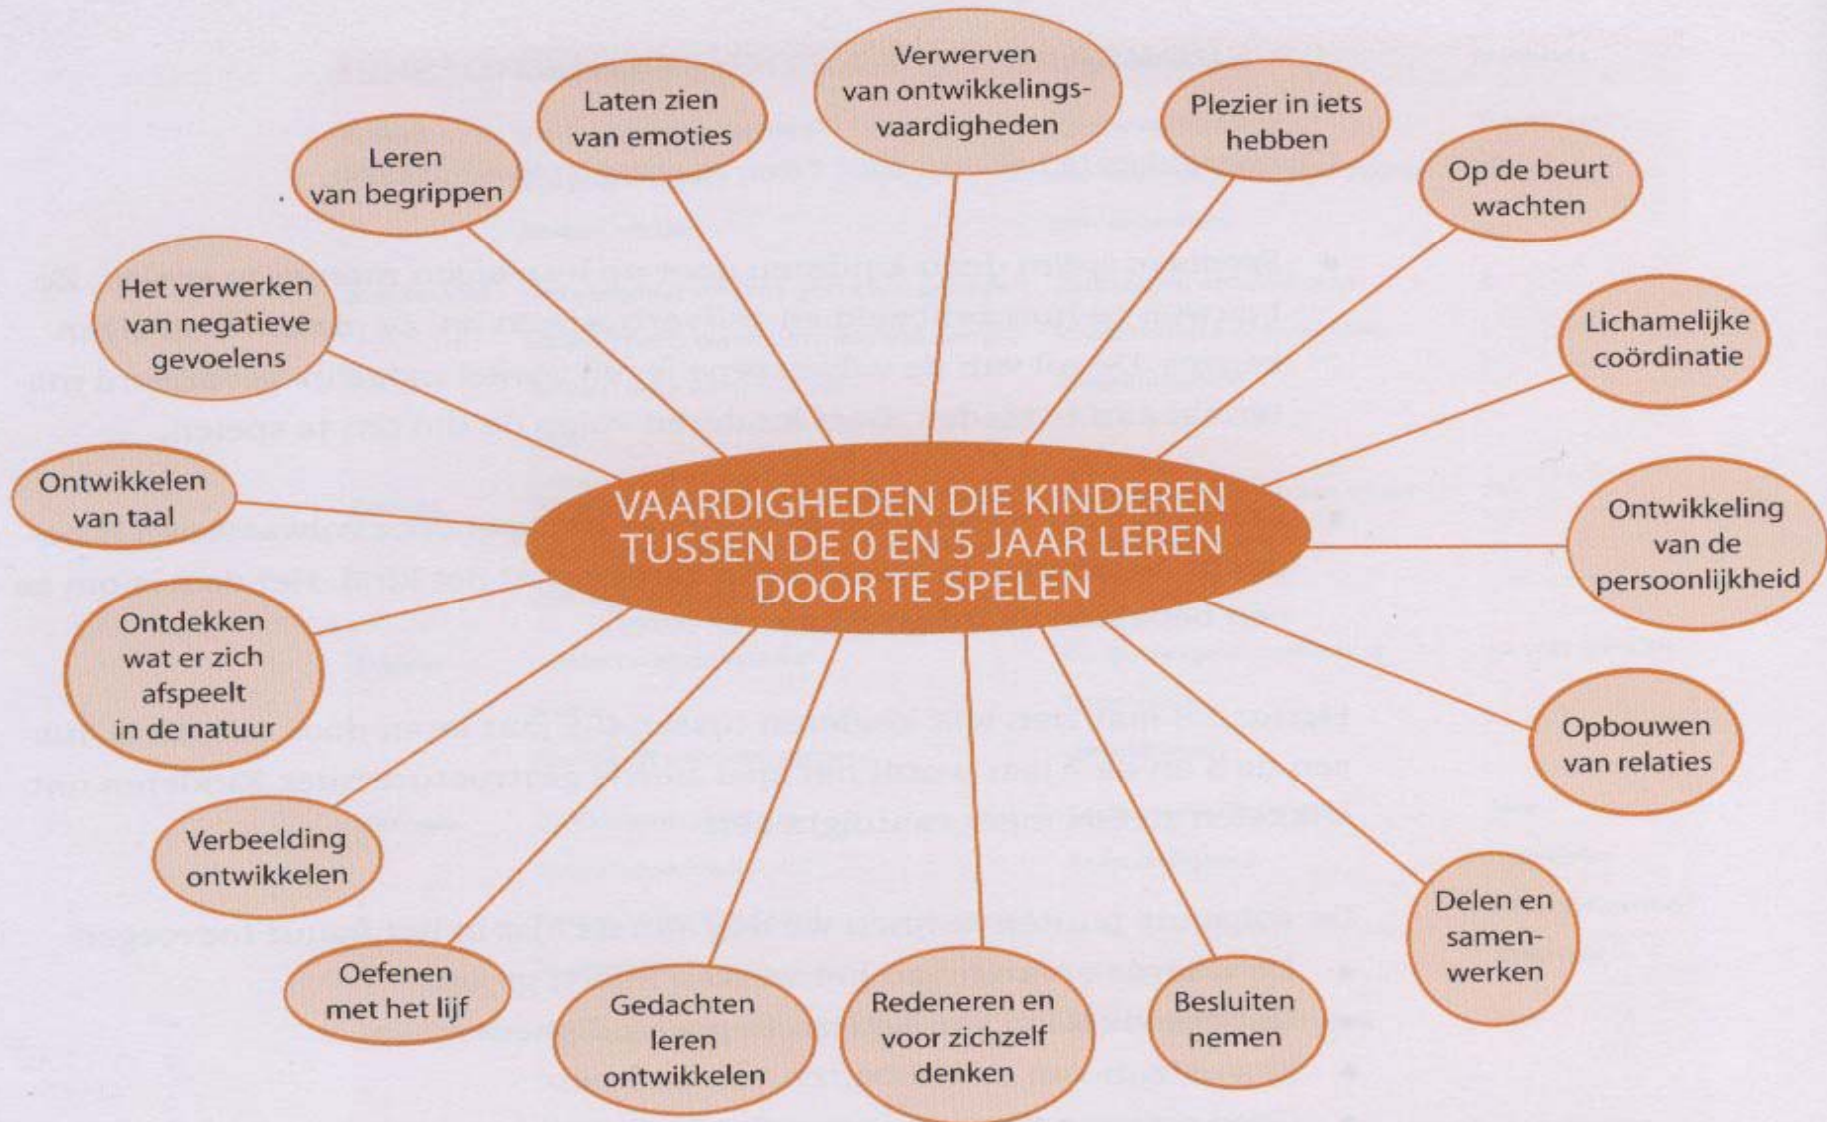 Verwerven
van ontwikkelings-
vaardigheden
Plezier in iets
hebben
Op de beurt
wachten
Lichamelijke
coördinatie
Ontwikkeling
van de
persoonlijkheid
Opbouwen
van relaties
Delen en
samen-
werken
Besluiten
nemen
Redeneren en
voor zichzelf
denken
Gedachten
leren
ontwikkelen
Oefenen
met het lijf
Verbeelding
ontwikkelen
Ontdekken
wat er zich
afspeelt
in de natuur
Ontwikkelen
van taal
Het verwerken
van negatieve
gevoelens
Leren
van begrippen
Laten zien
van emoties
VAARDIGHEDEN DIE KINDEREN
TUSSEN DE 0 EN 5 JAAR LEREN
DOOR TE SPELEN